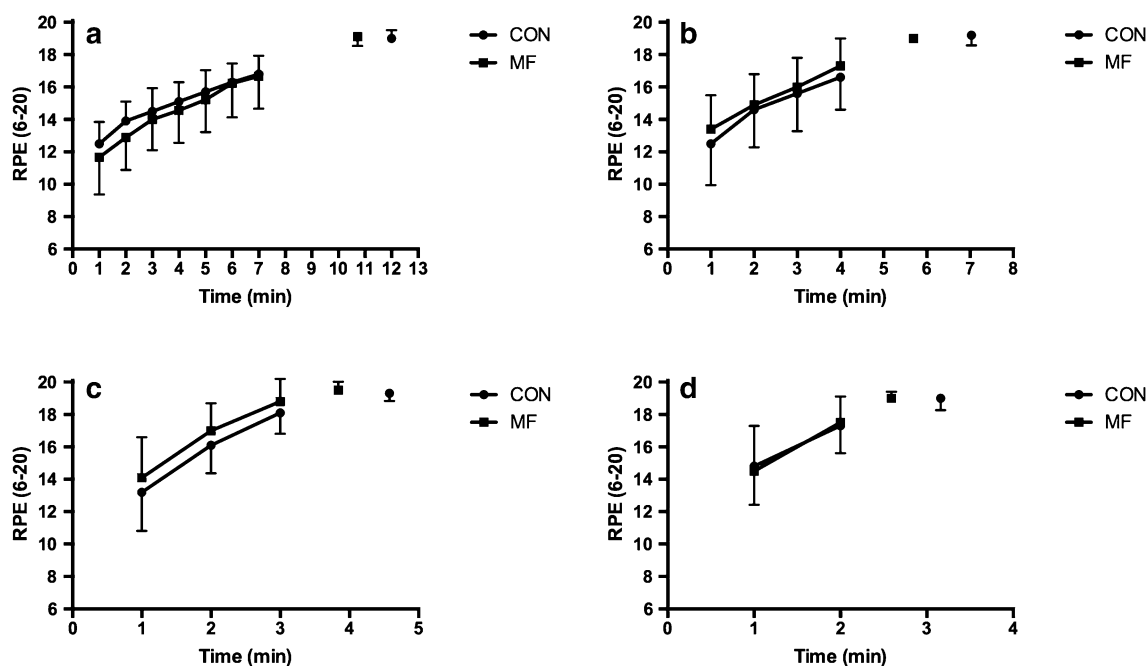 a
20
18
16
14
12
10
8
6
RPE (6-20)
0 1 2 3 4 5 6 7 8 9 10 11 12 13
Time (min)
CON
MF
b
20
18
16
14
12
10
8
6
RPE (6-20)
0 1 2 3 4 5 6 7 8
Time (min)
CON
MF
c
20
18
16
14
12
10
8
6
RPE (6-20)
0 1 2 3 4 5
Time (min)
CON
MF
d
20
18
16
14
12
10
8
6
RPE (6-20)
0 1 2 3 4
Time (min)
CON
MF